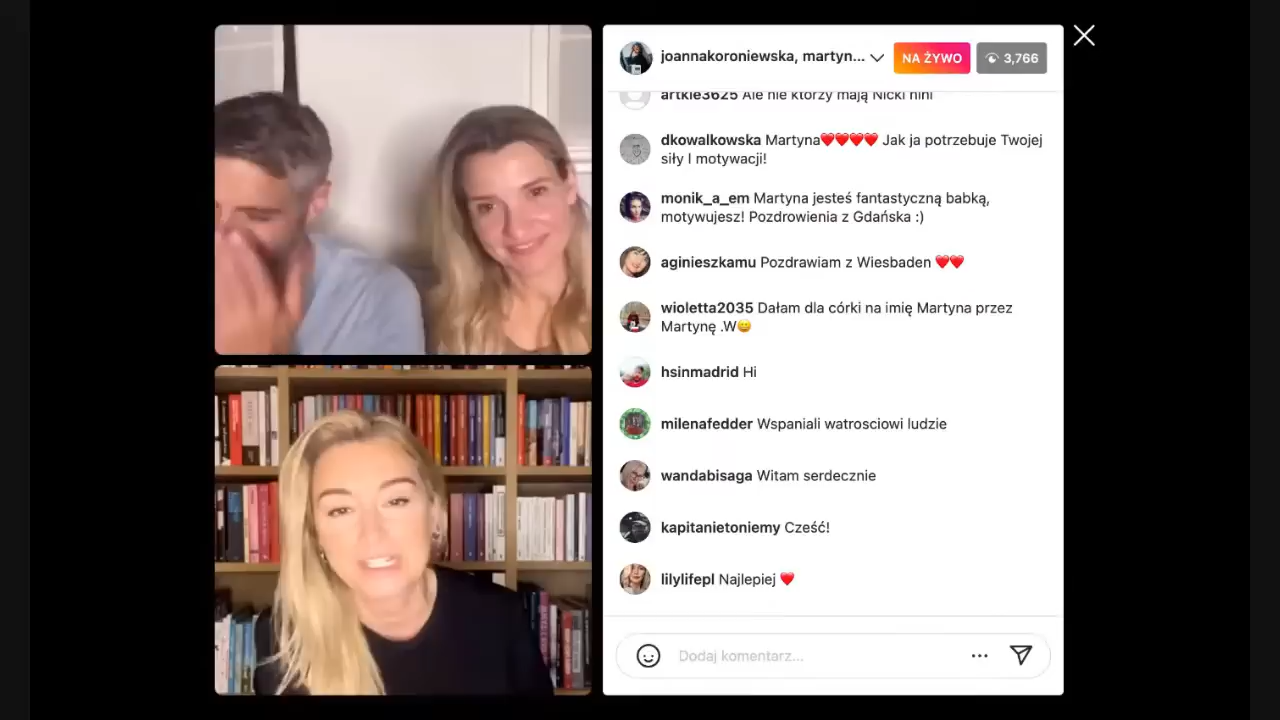 joannakoroniewska, martyn...
NA ŻYWO
3,766
artkie3625 Ale nie którzy mają Nicki hihi
dkowalkowska Martyna❤️❤️❤️❤️ Jak ja potrzebuje Twojej
siły I motywacji!
monik_a_em Martyna jesteś fantastyczną babką,
motywujesz! Pozdrowienia z Gdańska :)
aginieszkamu Pozdrawiam z Wiesbaden ❤️❤️
wioletta2035 Dałam dla córki na imię Martyna przez
Martynę .W😄
hsinmadrid Hi
milenafedder Wspaniali watrosciowi ludzie
wandabisaga Witam serdecznie
kapitanietoniemy Cześć!
lilylifepl Najlepiej ❤️
Dodaj komentarz...